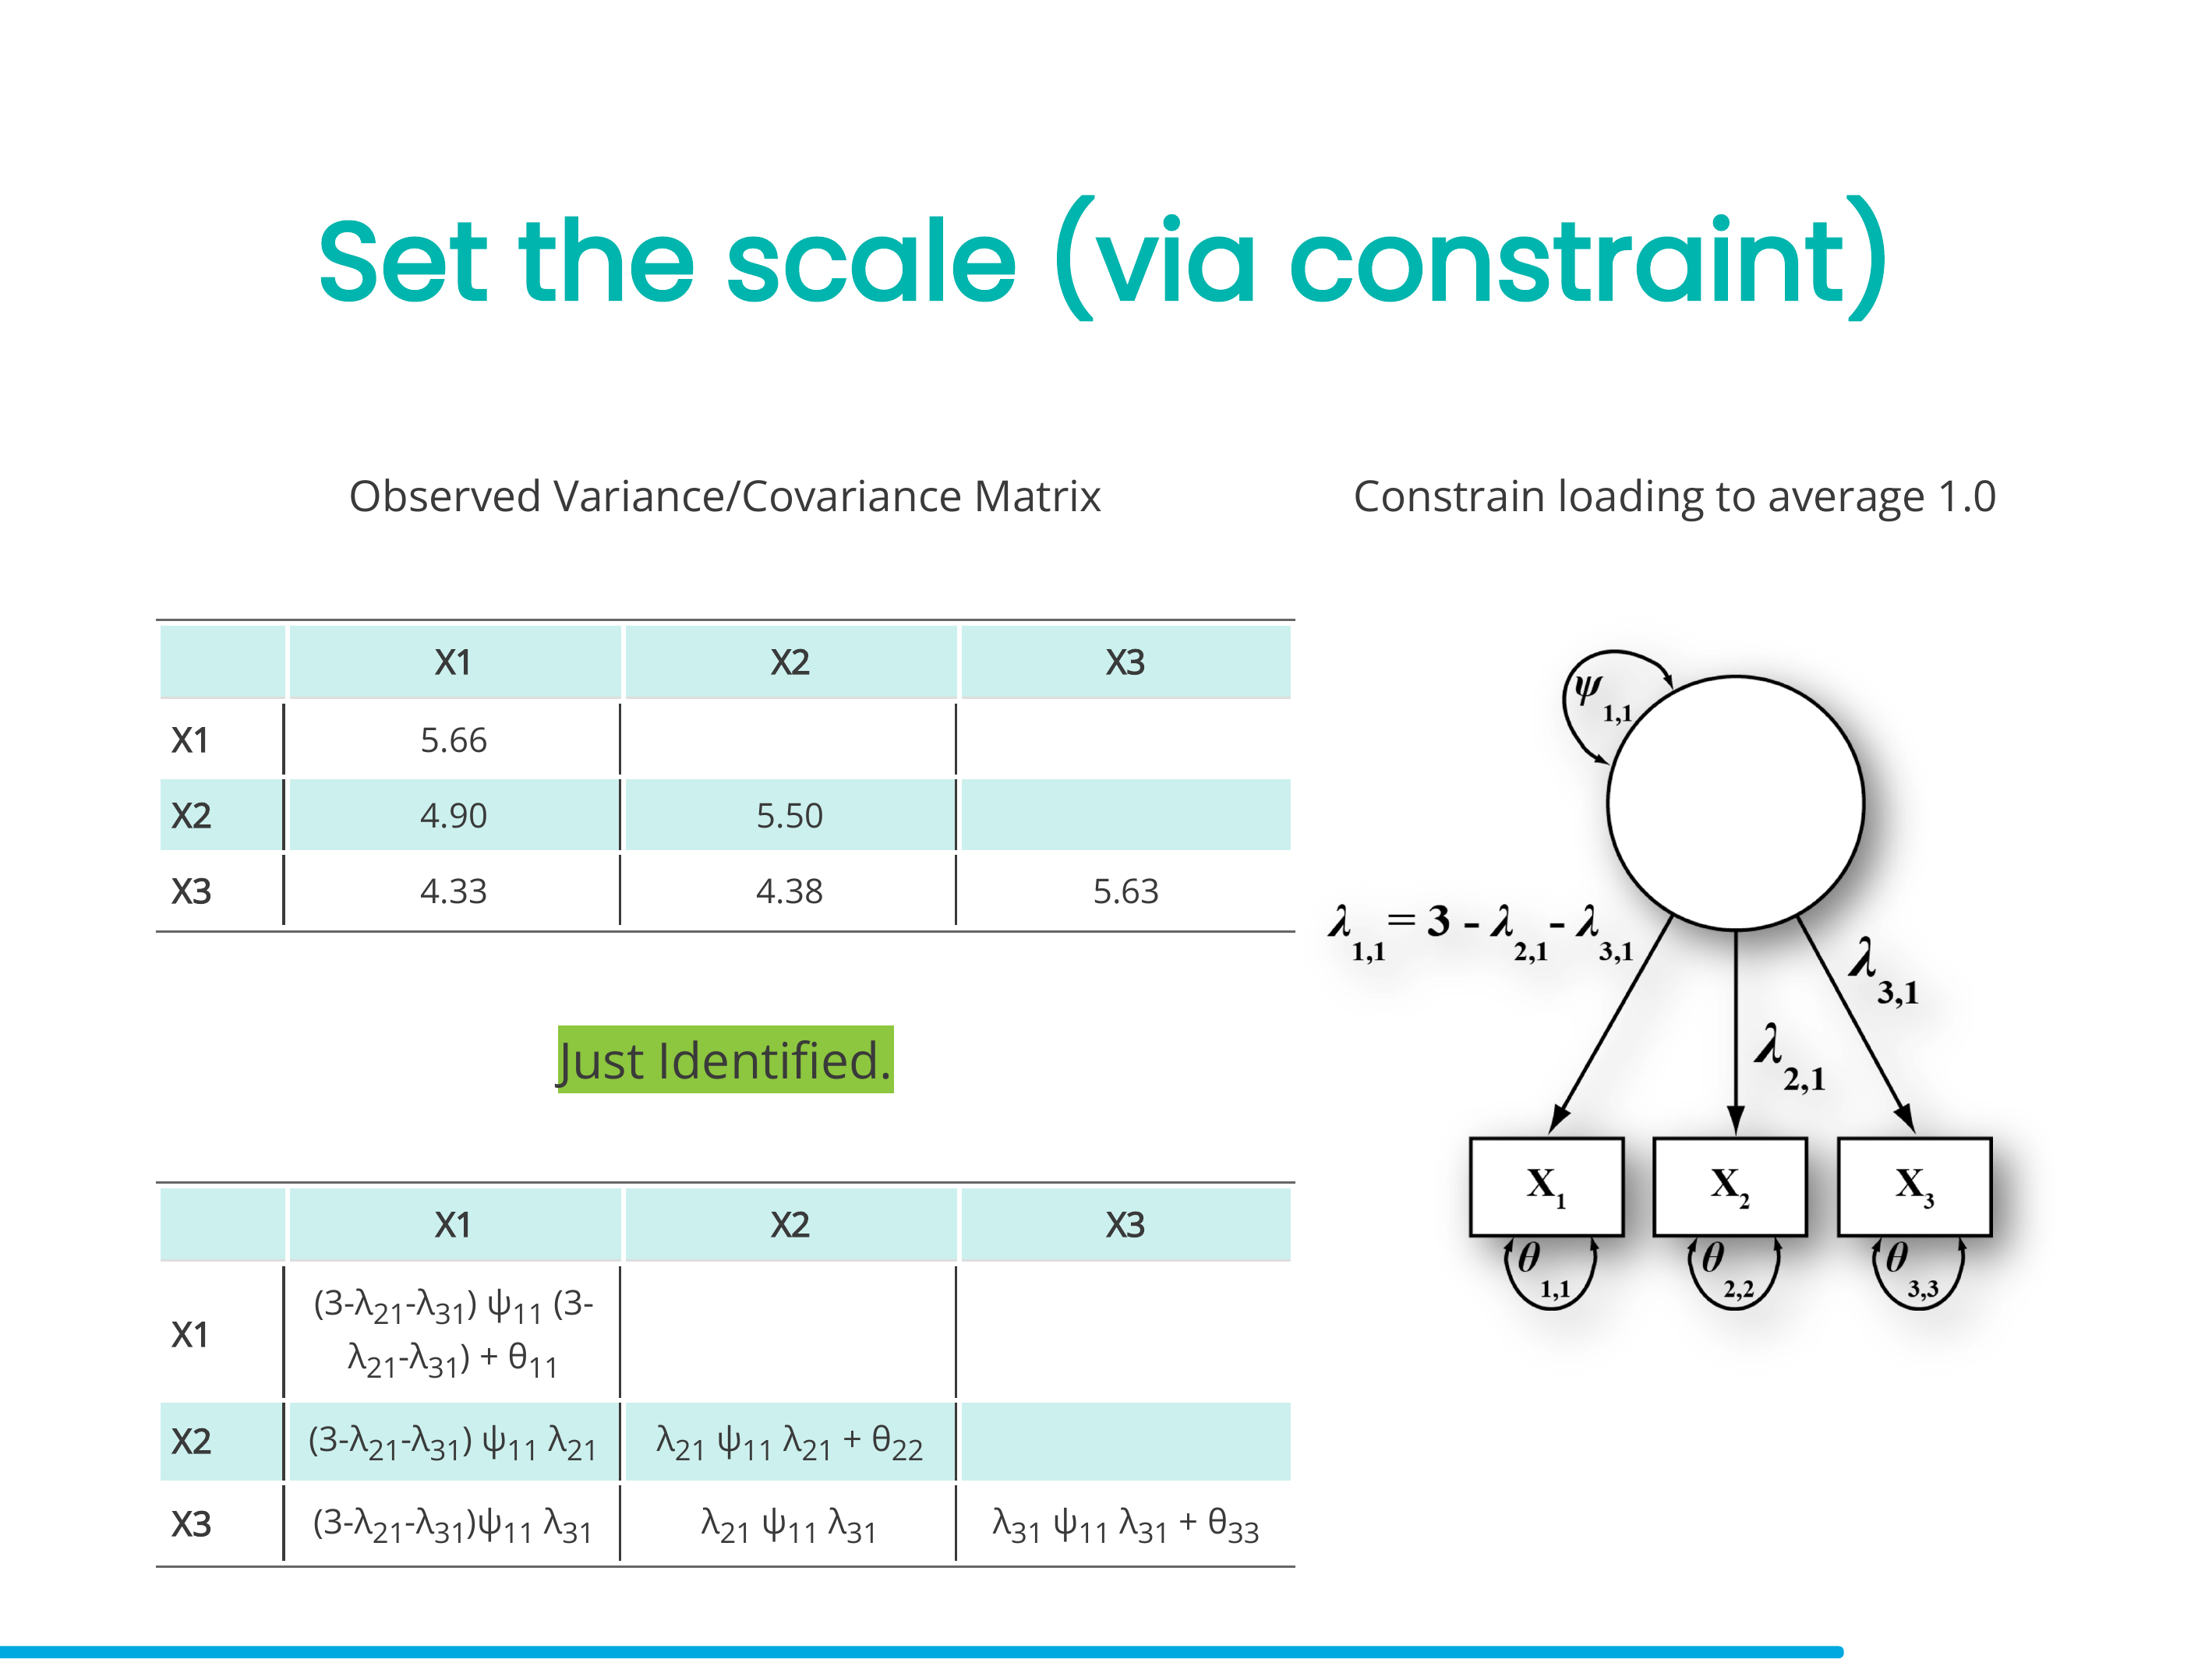 Set the scale (via constraint)
Observed Variance/Covariance Matrix
Constrain loading to average 1.0
X1 X2 X3
X1 5.66
X2 4.90 5.50
X3 4.33 4.38 5.63
Just Identified.
X1 X2 X3
X1 (3-λ21-λ31) ψ11 (3-
λ21-λ31) + θ11
X2 (3-λ21-λ31) ψ11 λ21 λ21 ψ11 λ21 + θ22
X3 (3-λ21-λ31)ψ11 λ31 λ21 ψ11 λ31 λ31 ψ11 λ31 + θ33
ψ1,1
λ1,1= 3 - λ2,1- λ3,1
λ3,1
λ2,1
X1 X2 X3
θ1,1 θ2,2 θ3,3